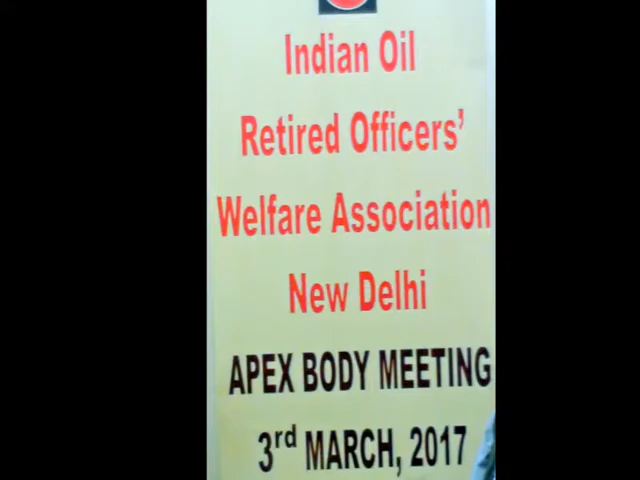 Indian Oil
Retired Officers'
Welfare Association
New Delhi
APEX BODY MEETING
3rd MARCH, 2017